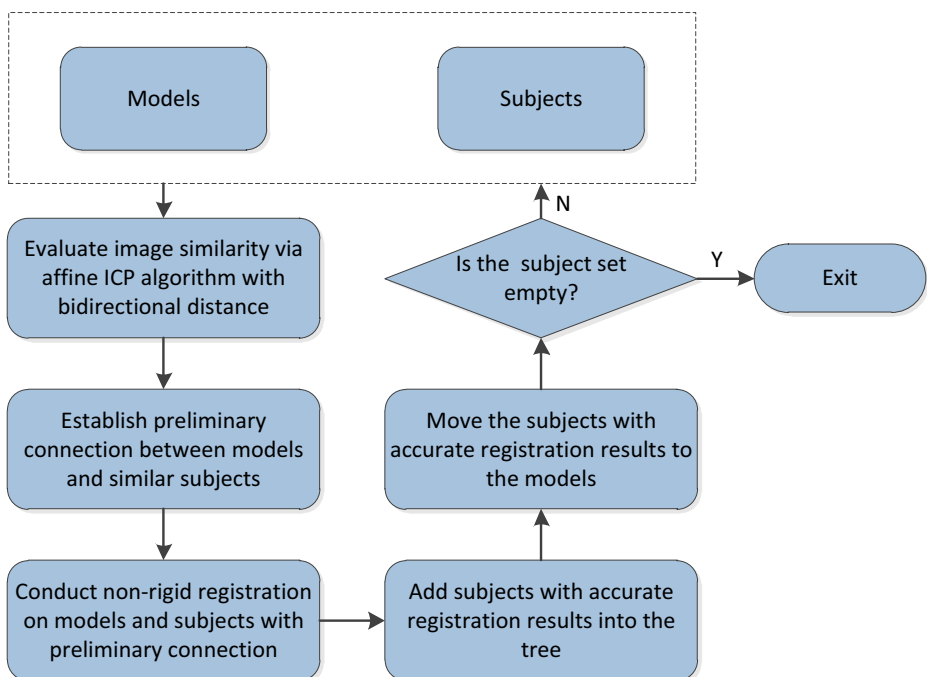 Models
Subjects
Evaluate image similarity via
affine ICP algorithm with
bidirectional distance
Establish preliminary
connection between models
and similar subjects
Conduct non-rigid registration
on models and subjects with
preliminary connection
Add subjects with accurate
registration results into the
tree
Move the subjects with
accurate registration results to
the models
Is the subject set
empty?
N
Y
Exit